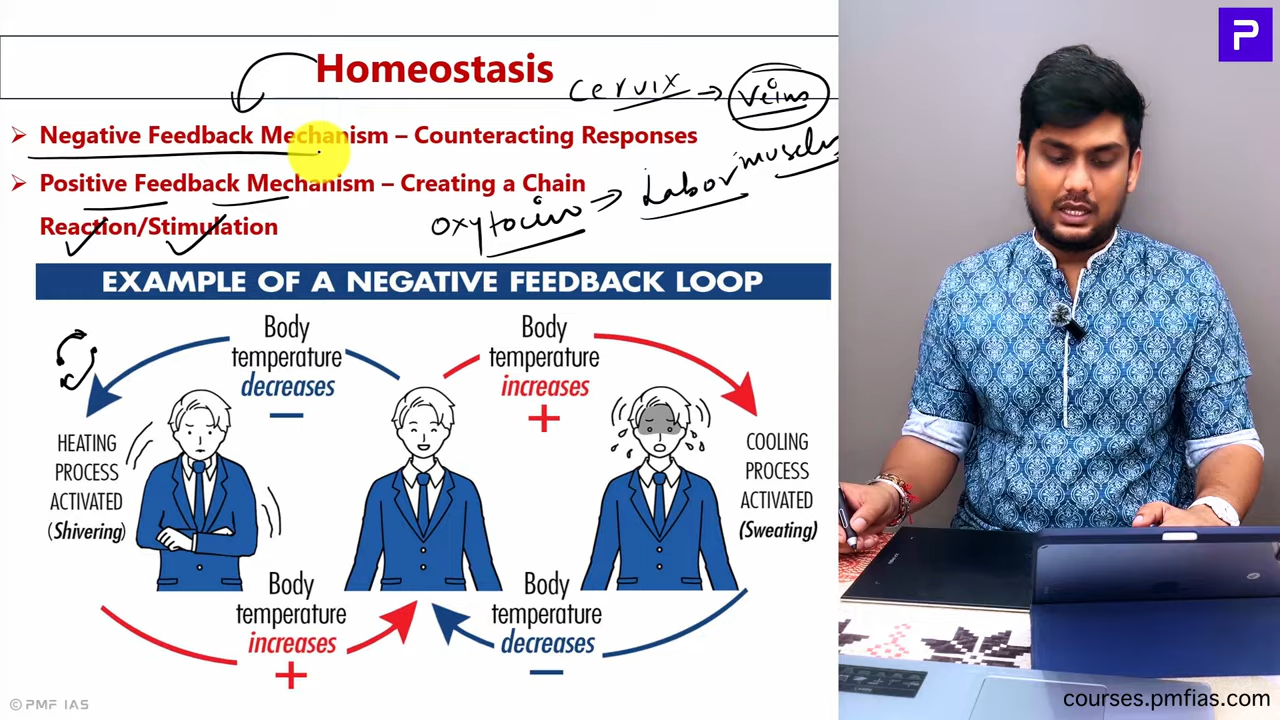 P
Homeostasis
cervix → veins
➢ Negative Feedback Mechanism – Counteracting Responses
muscles
➢ Positive Feedback Mechanism – Creating a Chain
Reaction/Stimulation
oxytocin → Labor
EXAMPLE OF A NEGATIVE FEEDBACK LOOP
Body
temperature
decreases
–
Body
temperature
increases
+
HEATING
PROCESS
ACTIVATED
(Shivering)
COOLING
PROCESS
ACTIVATED
(Sweating)
Body
temperature
increases
+
Body
temperature
decreases
–
© PMF IAS
courses.pmfias.com